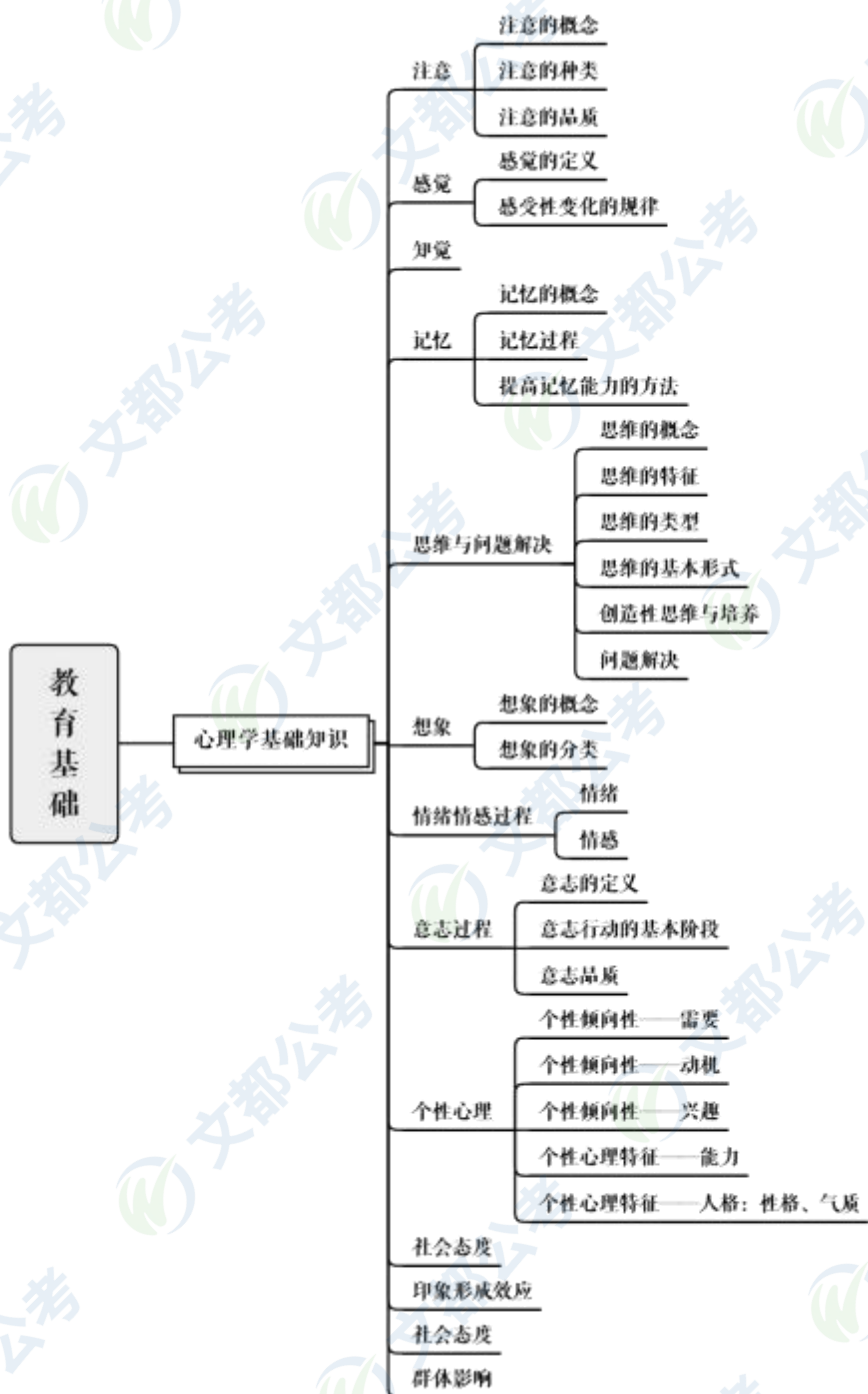 教育基础
心理学基础知识
注意
注意的概念
注意的种类
注意的品质
感觉
感觉的定义
感受性变化的规律
知觉
记忆
记忆的概念
记忆过程
提高记忆能力的方法
思维与问题解决
思维的概念
思维的特征
思维的类型
思维的基本形式
创造性思维与培养
问题解决
想象
想象的概念
想象的分类
情绪情感过程
情绪
情感
意志过程
意志的定义
意志行动的基本阶段
意志品质
个性心理
个性倾向性——需要
个性倾向性——动机
个性倾向性——兴趣
个性心理特征——能力
个性心理特征——人格：性格、气质
社会态度
印象形成效应
社会态度
群体影响
文都公考